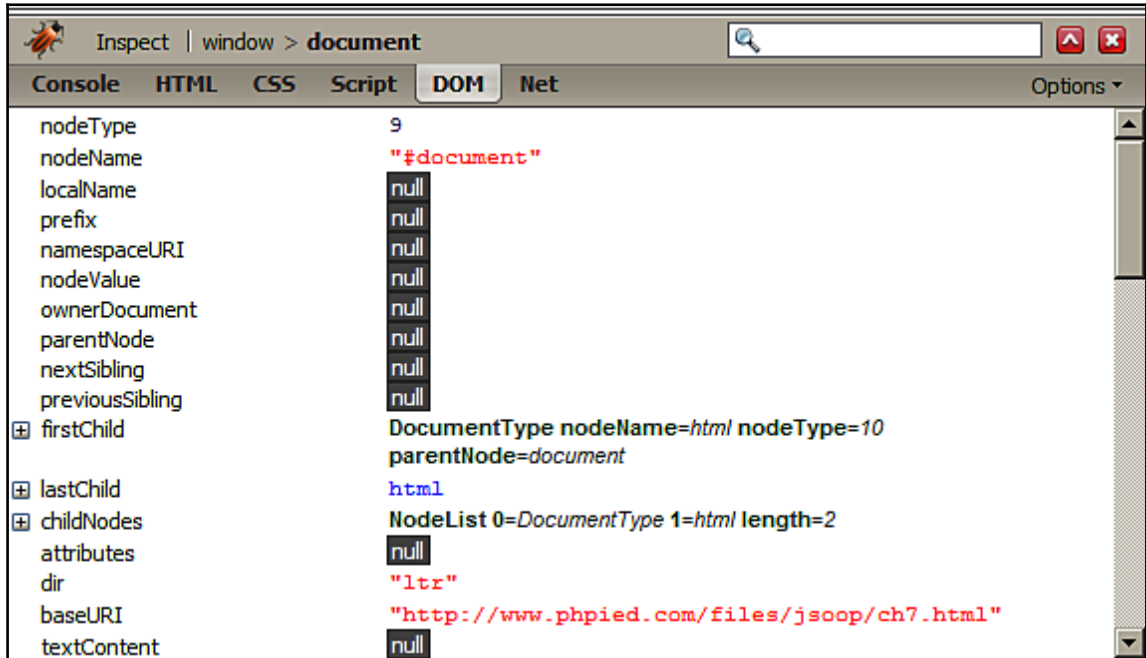 Inspect | window > document
Console HTML CSS Script DOM Net Options
nodeType 9
nodeName "#document"
localName null
prefix null
namespaceURI null
nodeValue null
ownerDocument null
parentNode null
nextSibling null
previousSibling null
firstChild DocumentType nodeName=html nodeType=10
parentNode=document
lastChild html
childNodes NodeList 0=DocumentType 1=html length=2
attributes null
dir "ltr"
baseURI "http://www.phpied.com/files/jsoop/ch7.html"
textContent null